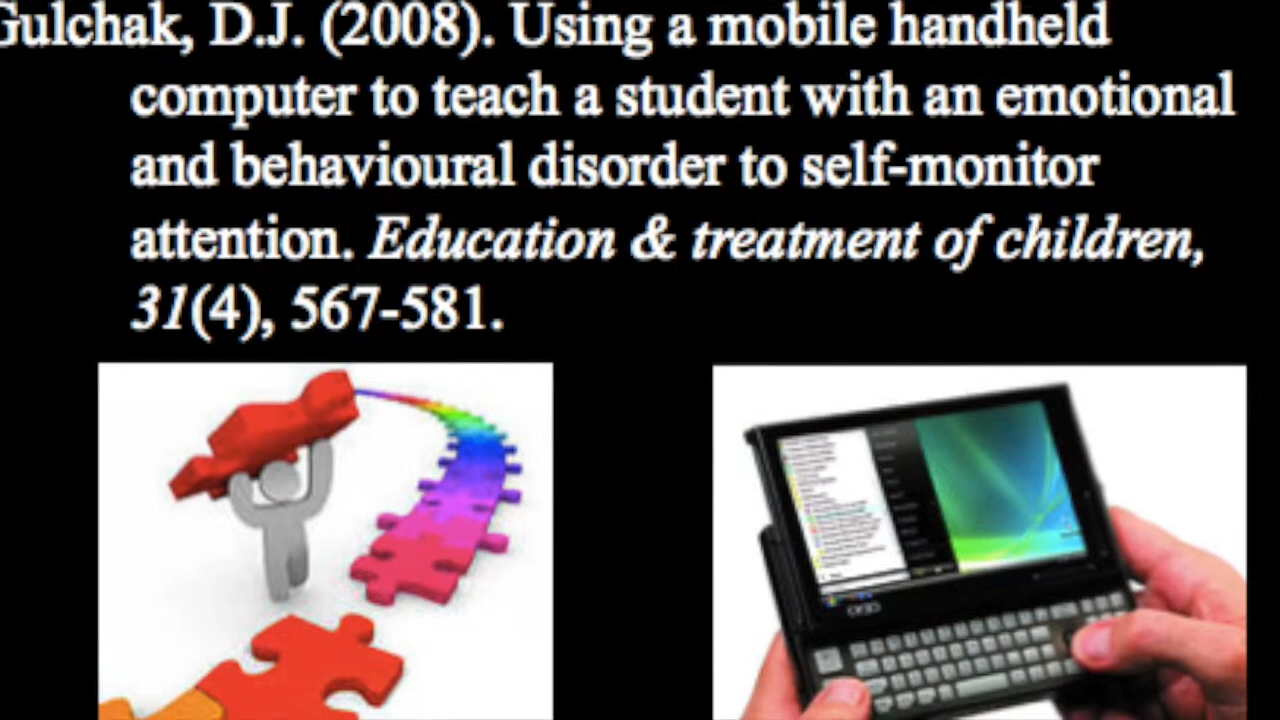 Gulchak, D.J. (2008). Using a mobile handheld
computer to teach a student with an emotional
and behavioural disorder to self-monitor
attention. Education & treatment of children,
31(4), 567-581.